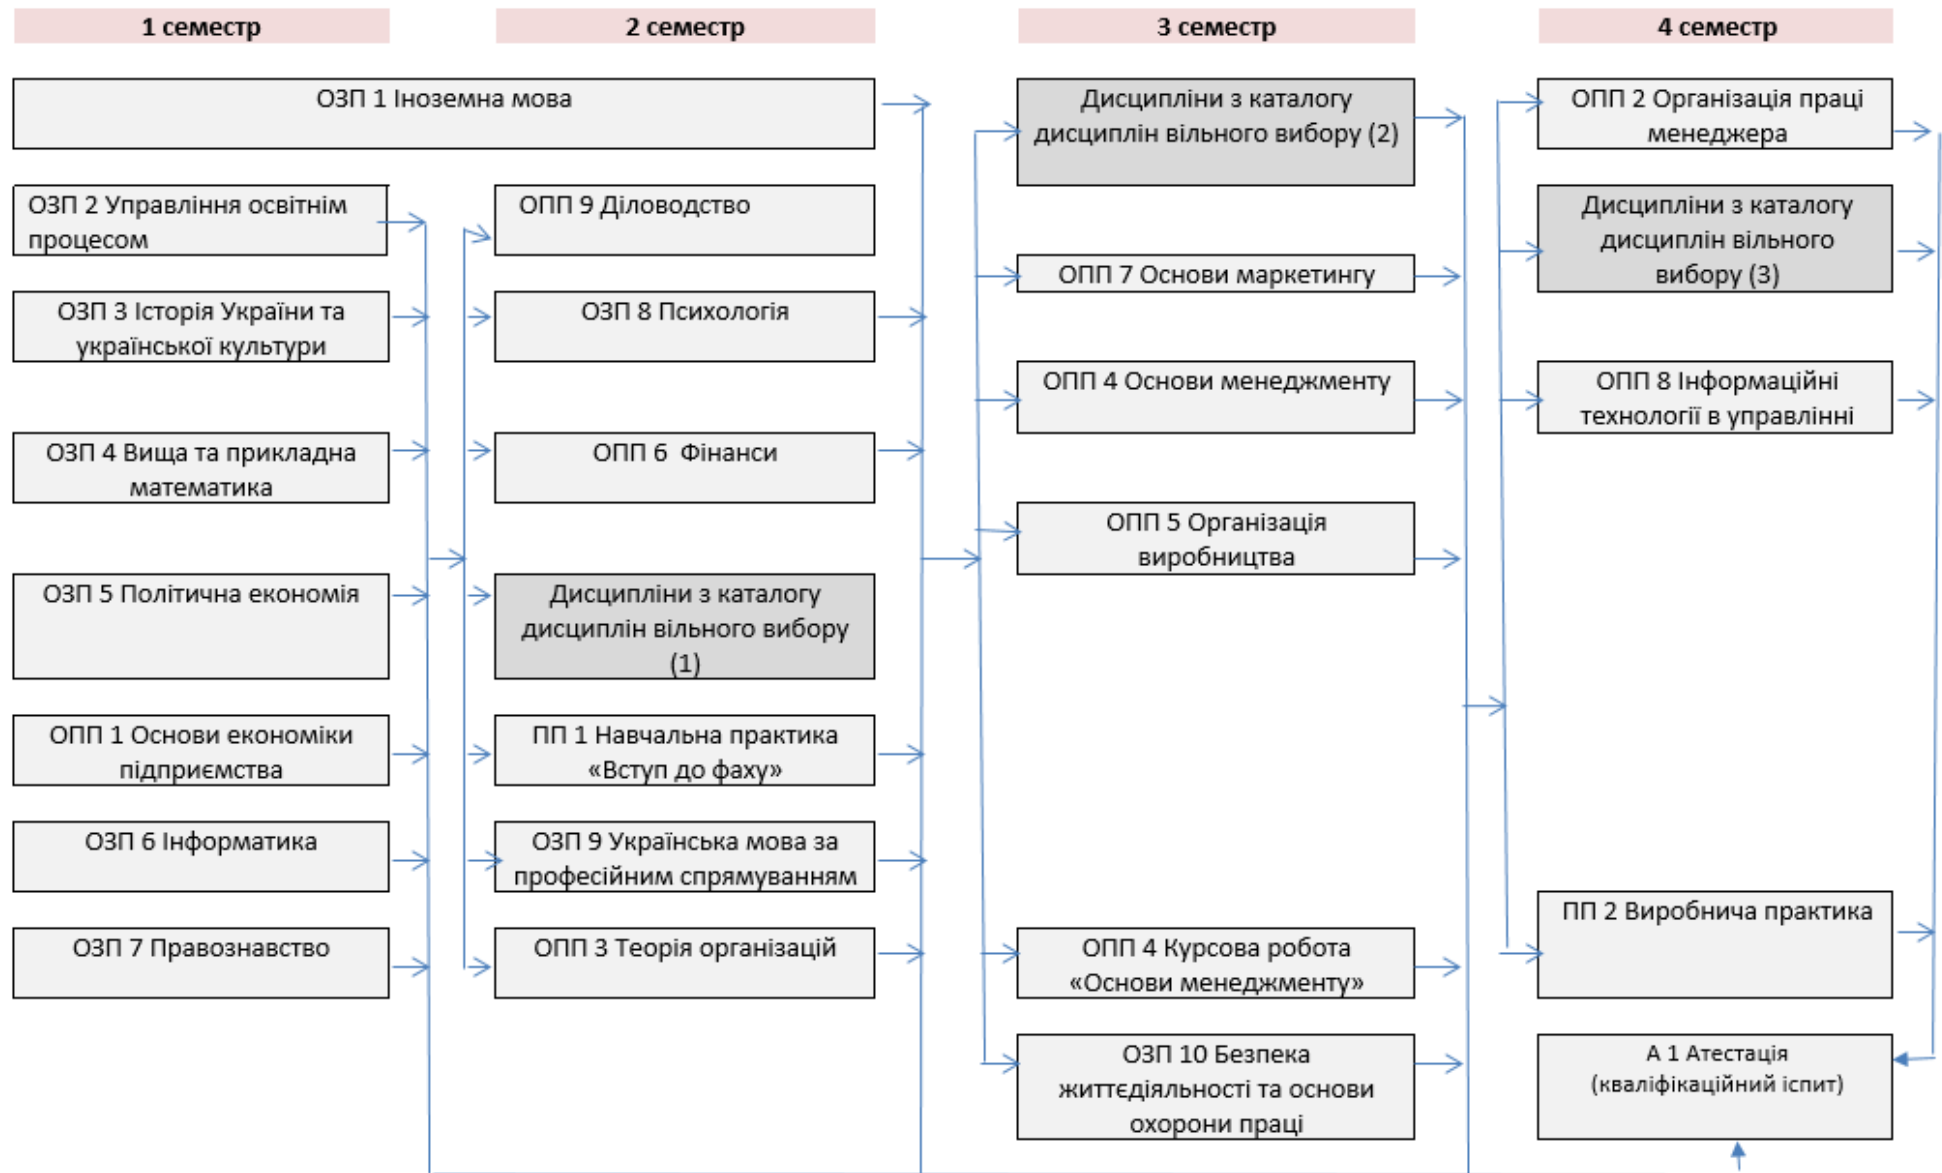 1 семестр
2 семестр
3 семестр
4 семестр
ОЗП 1 Іноземна мова
ОЗП 2 Управління освітнім
процесом
ОЗП 3 Історія України та
української культури
ОЗП 4 Вища та прикладна
математика
ОЗП 5 Політична економія
ОПП 1 Основи економіки
підприємства
ОЗП 6 Інформатика
ОЗП 7 Правознавство
ОПП 9 Діловодство
ОЗП 8 Психологія
ОПП 6 Фінанси
Дисципліни з каталогу
дисциплін вільного вибору
(1)
ПП 1 Навчальна практика
«Вступ до фаху»
ОЗП 9 Українська мова за
професійним спрямуванням
ОПП 3 Теорія організацій
Дисципліни з каталогу
дисциплін вільного вибору (2)
ОПП 7 Основи маркетингу
ОПП 4 Основи менеджменту
ОПП 5 Організація
виробництва
ОПП 4 Курсова робота
«Основи менеджменту»
ОЗП 10 Безпека
життєдіяльності та основи
охорони праці
ОПП 2 Організація праці
менеджера
Дисципліни з каталогу
дисциплін вільного
вибору (3)
ОПП 8 Інформаційні
технології в управлінні
ПП 2 Виробнича практика
А 1 Атестація
(кваліфікаційний іспит)